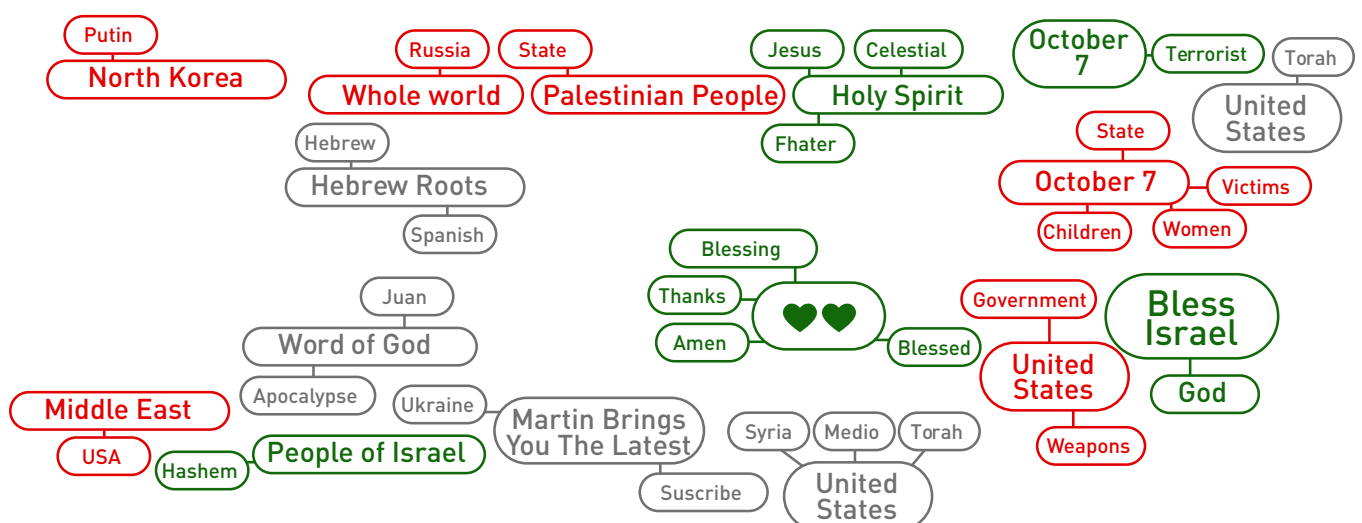 Putin
North Korea
Russia
Whole world
State
Palestinian People
Jesus
Celestial
Holy Spirit
Fhater
October
7
Terrorist
Torah
United
States
Hebrew
Hebrew Roots
Spanish
State
October 7
Victims
Children
Women
Blessing
Thanks
Amen
Blessed
Government
United
States
Weapons
Bless
Israel
God
Juan
Word of God
Apocalypse
Middle East
USA
Hashem
People of Israel
Ukraine
Martin Brings
You The Latest
Suscribe
Syria
Medio
Torah
United
States